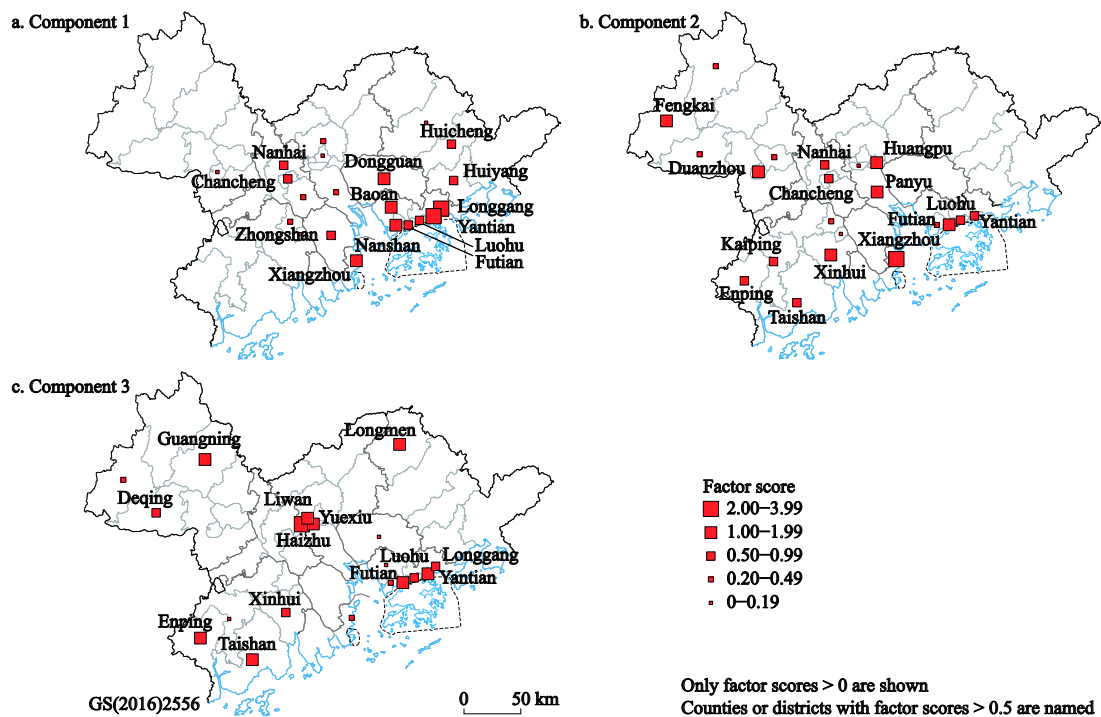 a. Component 1
Huicheng
Nanhai
Dongguan
Chancheng
Huiyang
Baoan
Longgang
Yantian
Zhongshan
Nanshan
Luohu
Futian
Xiangzhou
b. Component 2
Fengkai
Nanhai
Huangpu
Duanzhou
Chancheng
Panyu
Luohu
Futian
Yantian
Kaiping
Xiangzhou
Xinhui
Enping
Taishan
c. Component 3
Longmen
Guangning
Deqing
Liwan
Yuexiu
Haizhu
Luohu
Longgang
Futian
Yantian
Xinhui
Enping
Taishan
GS(2016)2556
0 50 km
Factor score
2.00–3.99
1.00–1.99
0.50–0.99
0.20–0.49
0–0.19
Only factor scores > 0 are shown
Counties or districts with factor scores > 0.5 are named